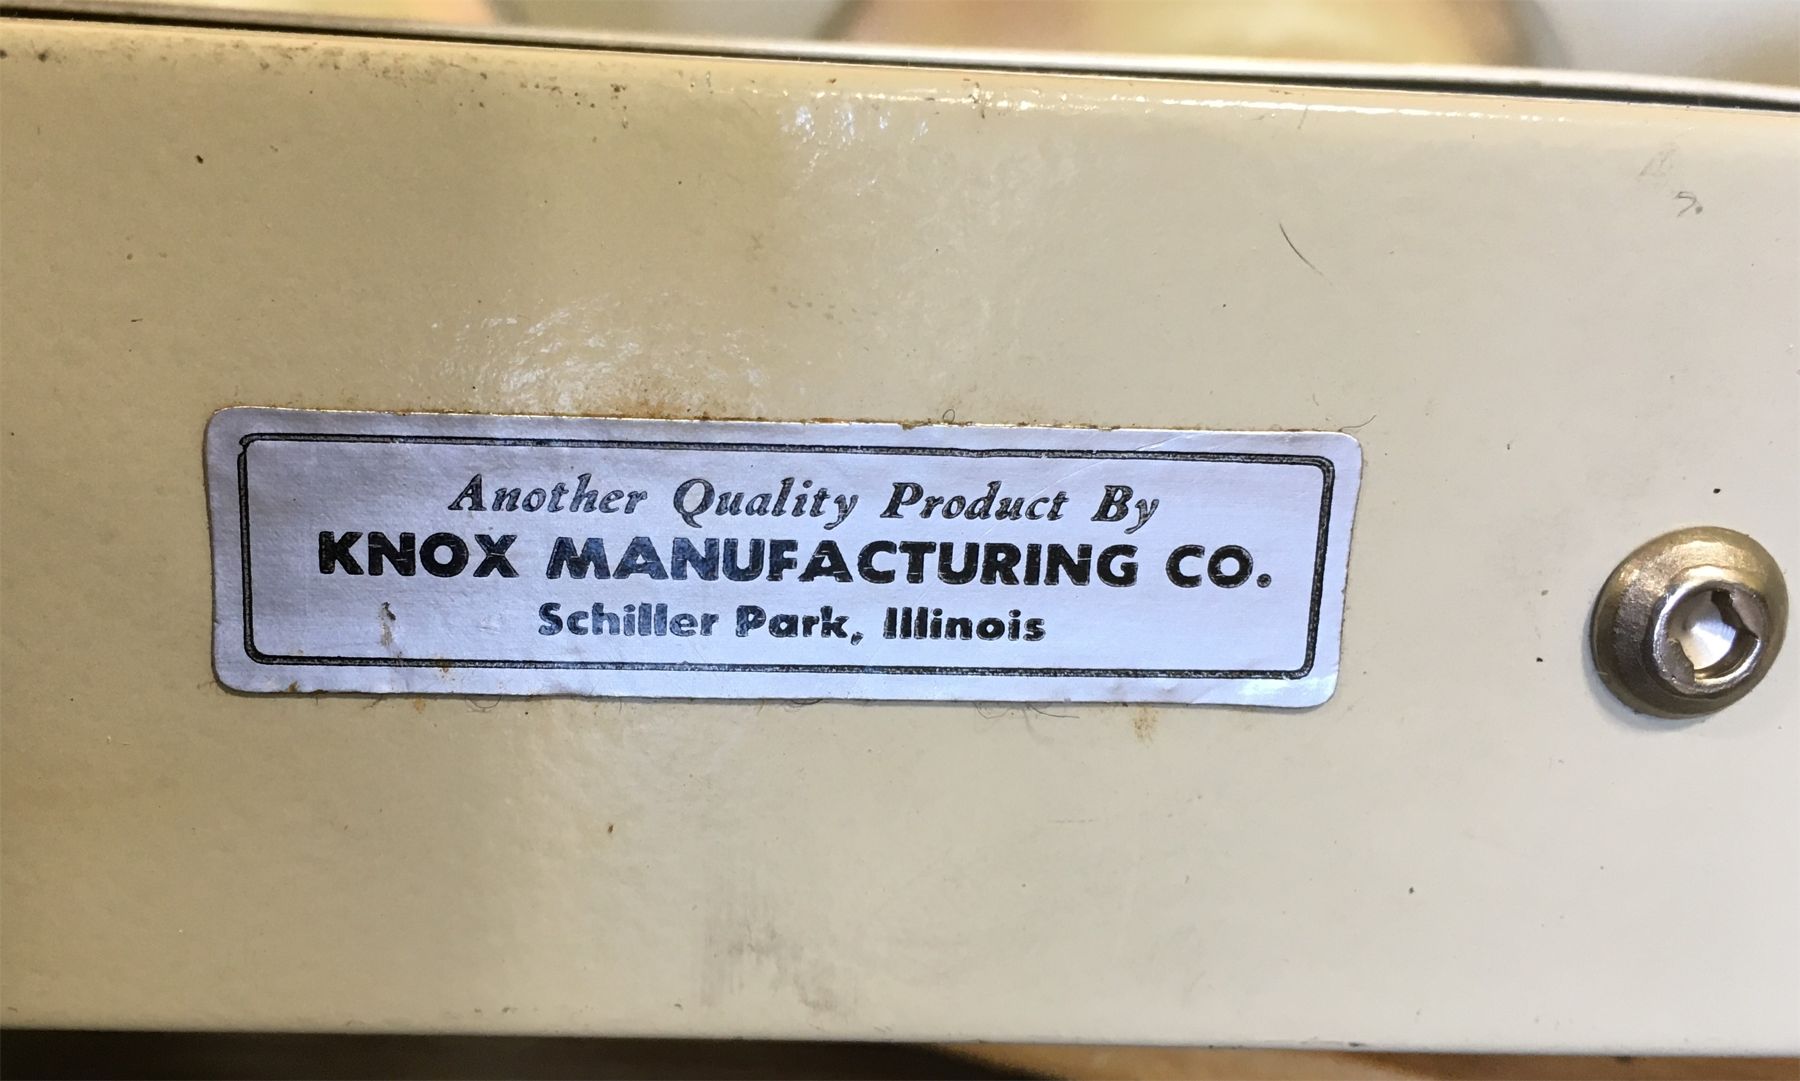 Another Quality Product By
KNOX MANUFACTURING CO.
Schiller Park, Illinois